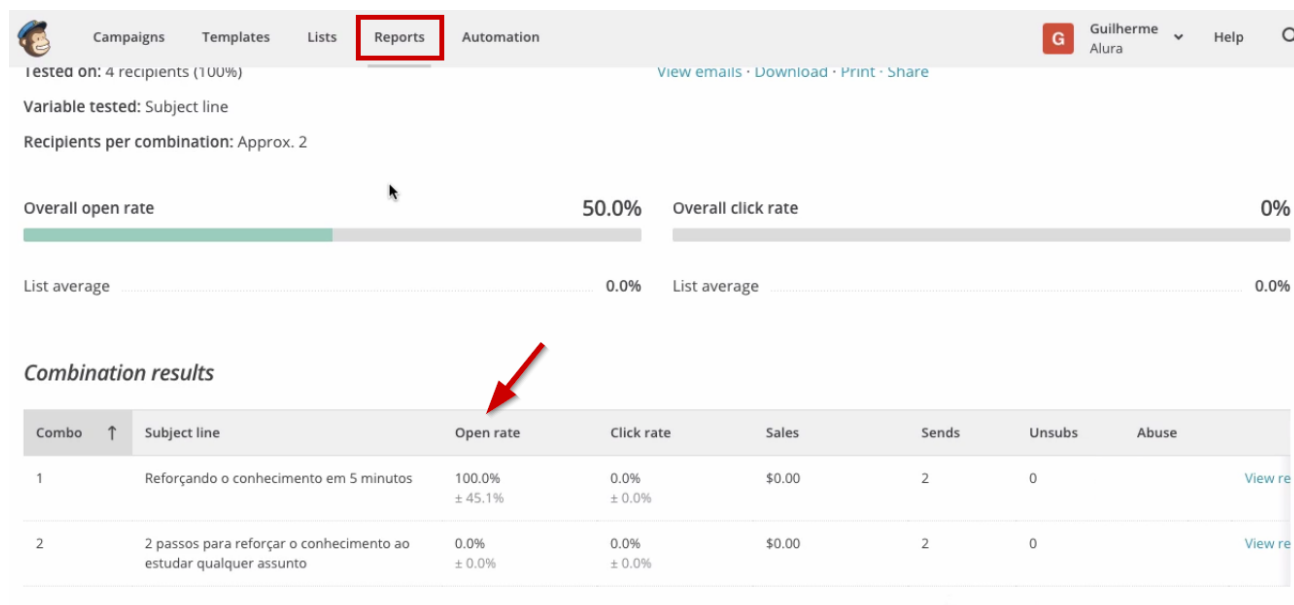 Campaigns Templates Lists Reports Automation G Guilherme Alura Help
Tested on: 4 recipients (100%) View emails · Download · Print · Share
Variable tested: Subject line
Recipients per combination: Approx. 2
Overall open rate 50.0% Overall click rate 0%
List average 0.0% List average 0.0%
Combination results
Combo ↑ Subject line Open rate Click rate Sales Sends Unsubs Abuse
1 Reforçando o conhecimento em 5 minutos 100.0% 0.0% $0.00 2 0 View re
± 45.1% ± 0.0%
2 2 passos para reforçar o conhecimento ao 0.0% 0.0% $0.00 2 0 View re
estudar qualquer assunto ± 0.0% ± 0.0%